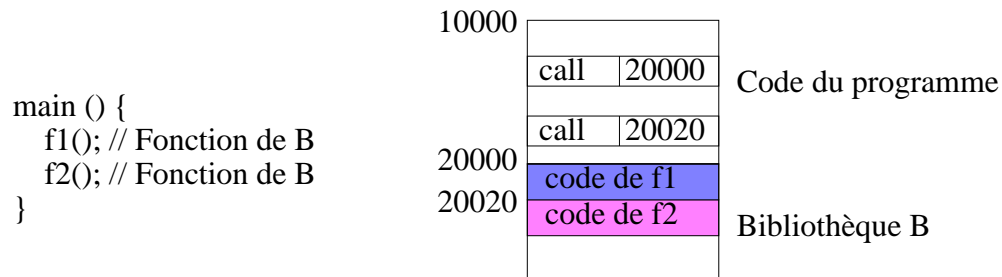 main () {
f1(); // Fonction de B
f2(); // Fonction de B
}
10000
call 20000
Code du programme
call 20020
20000
code de f1
20020
code de f2
Bibliothèque B